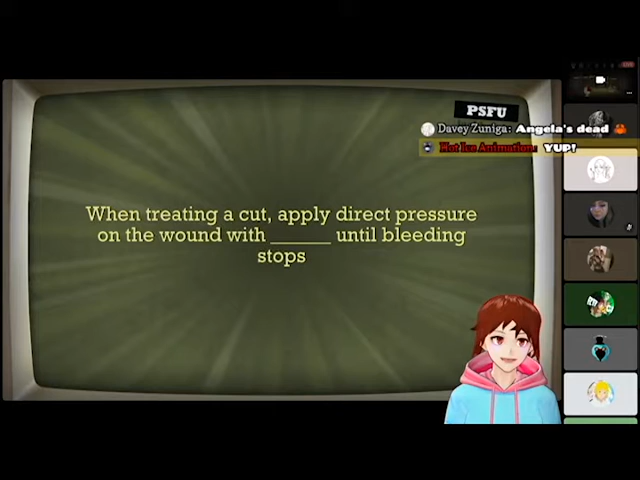 PSFU
Davey Zuniga: Angela's dead
Hot Ice Animation: YUP!
When treating a cut, apply direct pressure
on the wound with ______ until bleeding
stops